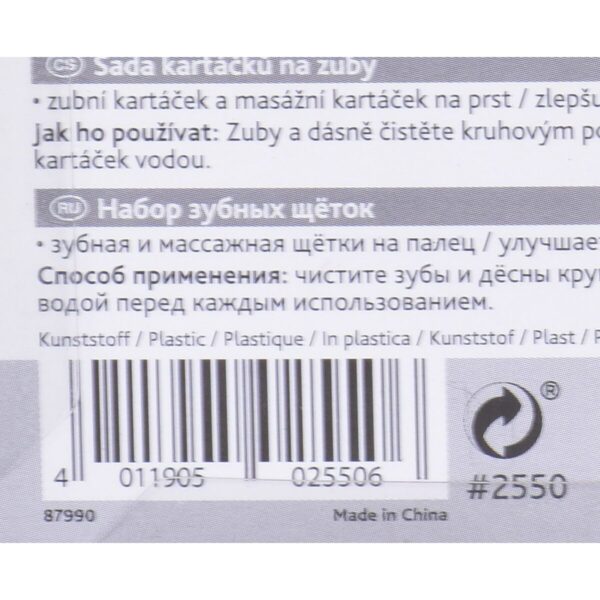 CS Sada kartáčků na zuby
• zubní kartáček a masážní kartáček na prst / zlepšu
Jak ho používat: Zuby a dásně čistěte kruhovým po
kartáček vodou.
RU Набор зубных щёток
• зубная и массажная щётки на палец / улучшает
Способ применения: чистите зубы и дёсны кру
водой перед каждым использованием.
Kunststoff / Plastic / Plastique / In plastica / Kunststof / Plast / P
4 011905 025506
®
#2550
87990 Made in China